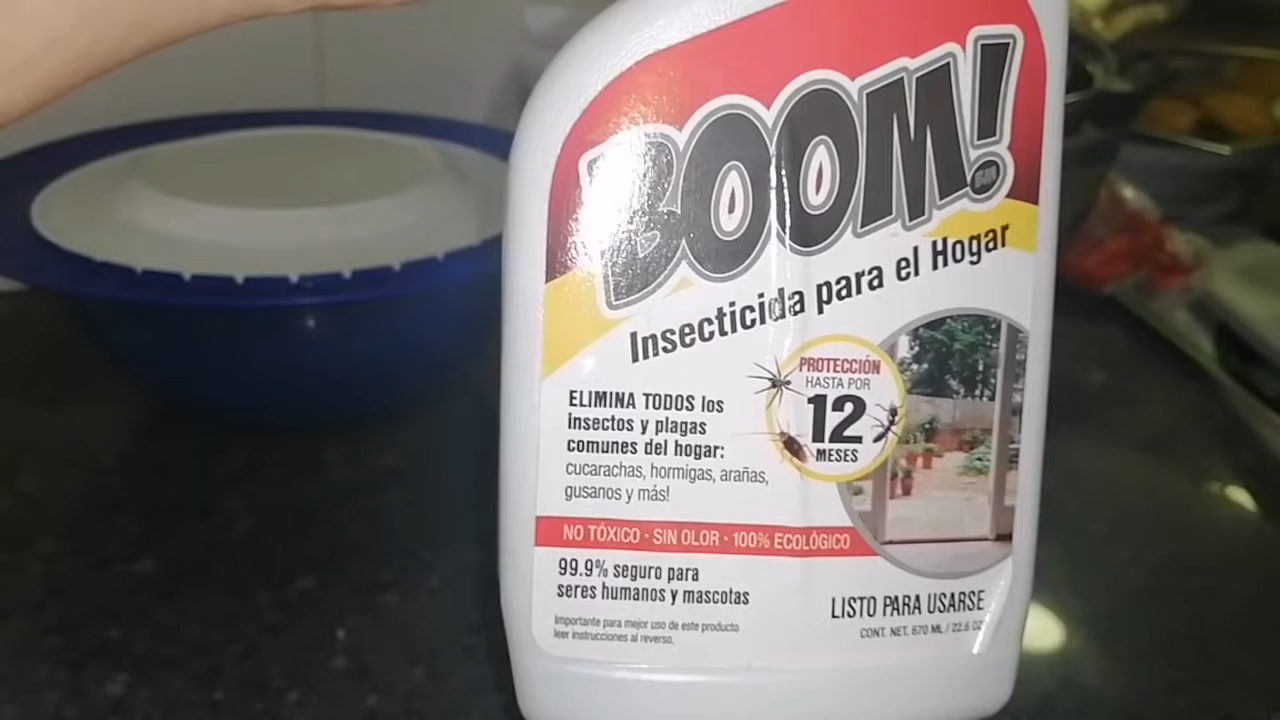 BOOM!
Insecticida para el Hogar
PROTECCIÓN
HASTA POR
12
MESES
ELIMINA TODOS los
insectos y plagas
comunes del hogar:
cucarachas, hormigas, arañas,
gusanos y más!
NO TÓXICO · SIN OLOR · 100% ECOLÓGICO
99.9% seguro para
seres humanos y mascotas
Importante para mejor uso de este producto
leer instrucciones al reverso.
LISTO PARA USARSE
CONT. NET. 670 ML / 22.6